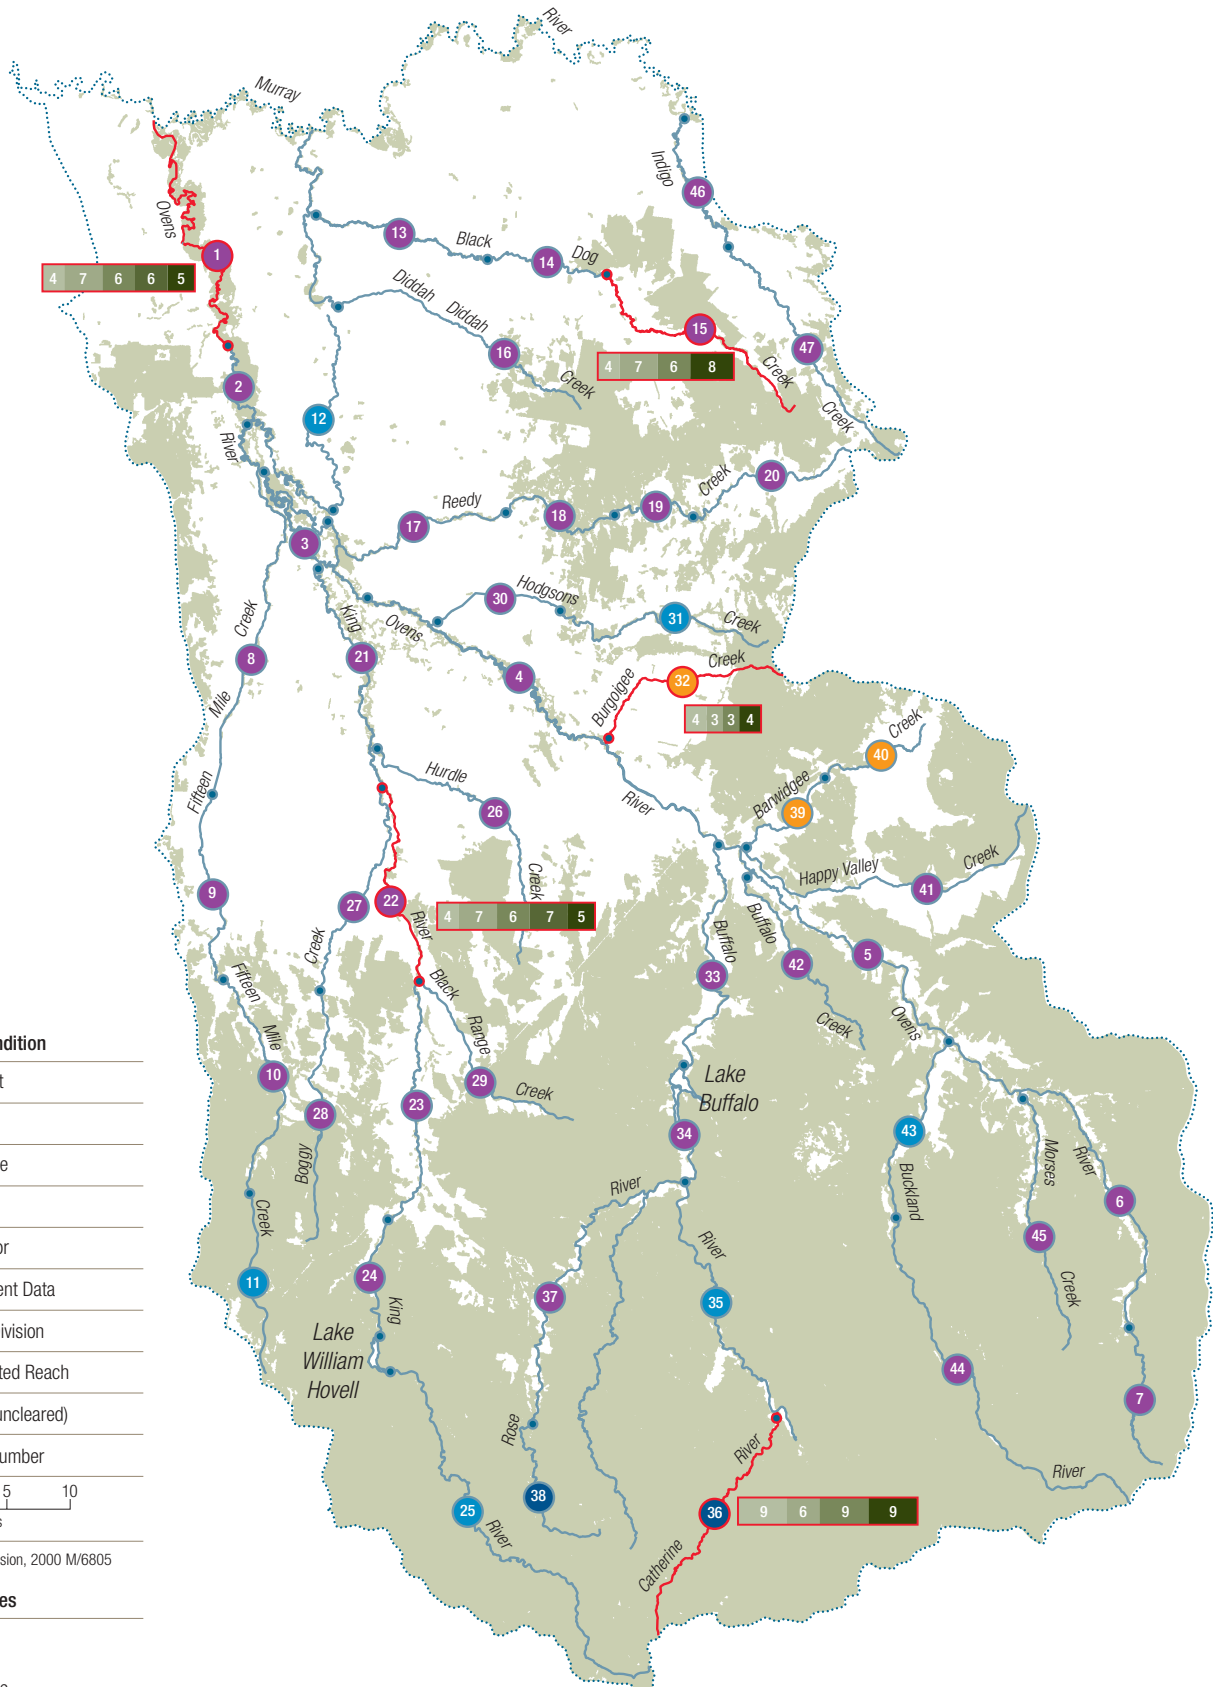 River
Murray
Indigo
46
Ovens
13
Black
14
Dog
1
4 7 6 6 5
Diddah
Diddah
15
47
16
4 7 6 8
Creek
Creek
Creek
2
12
River
Reedy
Creek
20
17
18
19
3
Hodgsons
30
King
Ovens
31
Creek
Creek
8
21
4
Creek
32
Burgolgee
4 3 3 4
Mile
Creek
40
Hurdle
Barwidgee
39
Fifteen
River
26
Happy Valley
Creek
41
Creek
9
27
22
4 7 6 7 5
River
Buffalo
Buffalo
Creek
33
42
5
Fifteen
Black
Ovens
Creek
Mile
Range
ndition
10
Lake
Buffalo
t
29
Creek
23
28
34
43
e
Boggy
Morses
River
Buckland
River
6
Creek
45
or
River
11
24
37
35
Creek
ent Data
King
Lake
William
Hovell
ivision
44
ted Reach
7
Rose
uncleared)
River
River
umber
38
36
9 6 9 9
5 10
25
s
River
Catherine
sion, 2000 M/6805
es